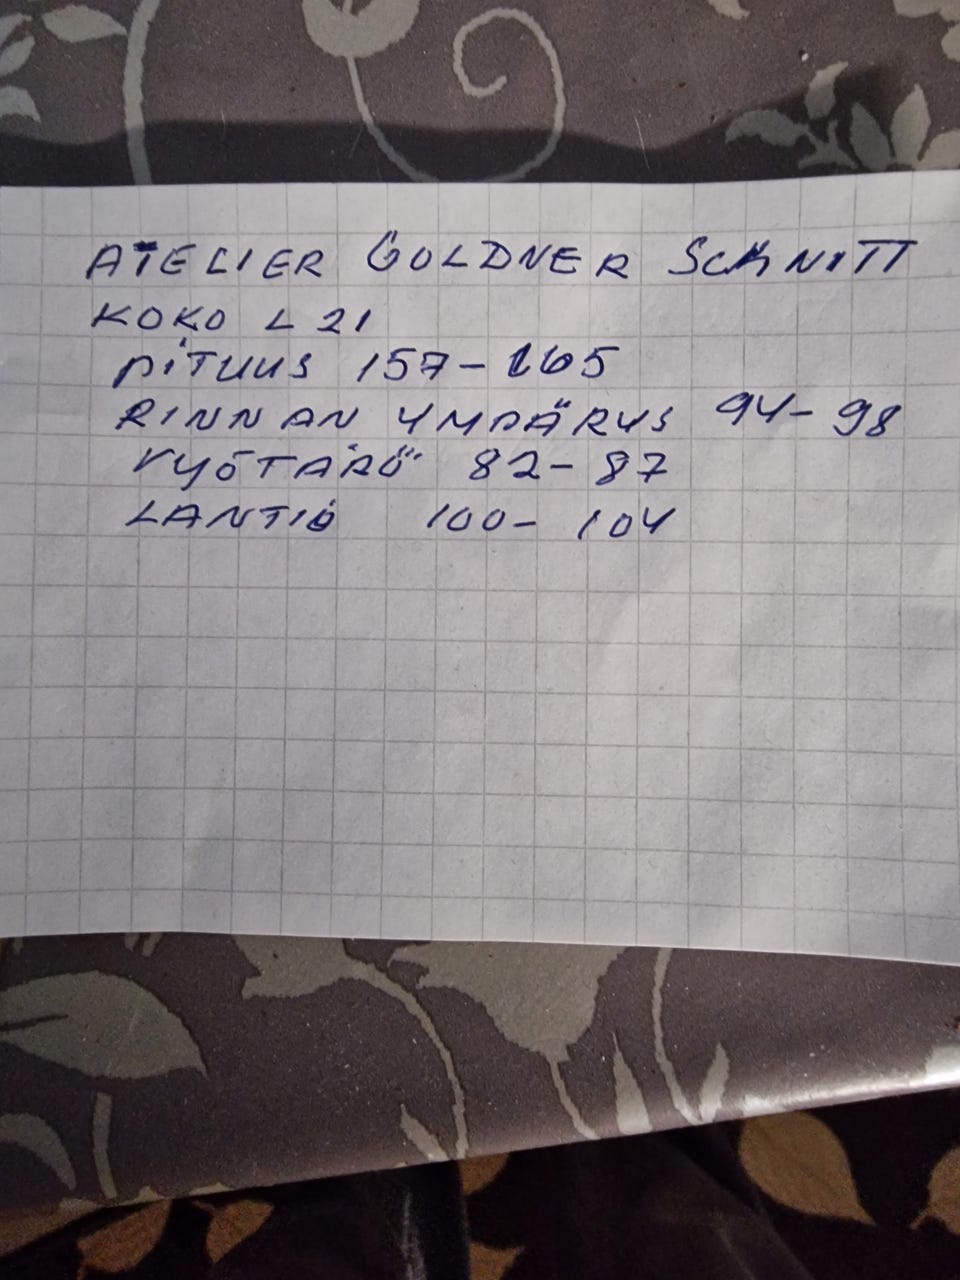 ATELIER GOLDNER SCHNITT
KOKO L 21
PITUUS 157-165
RINNAN YMPÄRYS 94-98
VYÖTÄRÖ 82-87
LANTIO 100-104